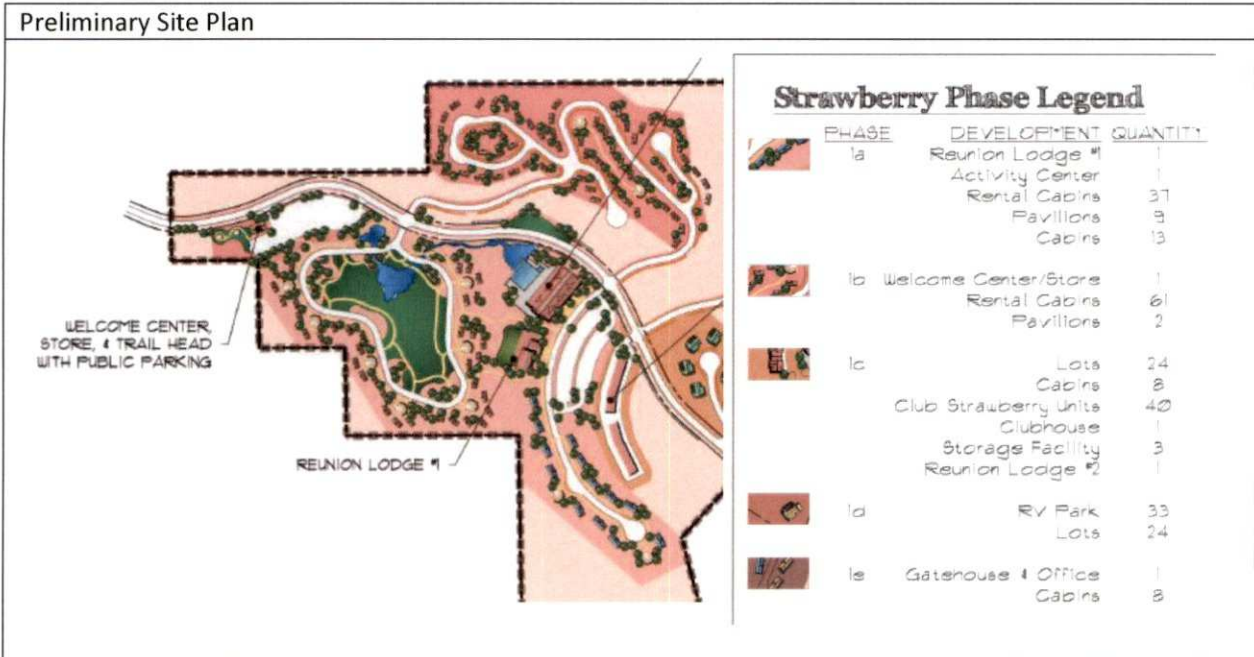 Preliminary Site Plan
WELCOME CENTER,
STORE, & TRAIL HEAD
WITH PUBLIC PARKING
REUNION LODGE #1
Strawberry Phase Legend
PHASE DEVELOPMENT QUANTITY
1a Reunion Lodge #1 1
Activity Center 1
Rental Cabins 37
Pavilions 9
Cabins 13
1b Welcome Center/Store 1
Rental Cabins 61
Pavilions 2
1c Lots 24
Cabins 8
Club Strawberry Units 40
Clubhouse 1
Storage Facility 3
Reunion Lodge #2 1
1d RV Park 33
Lots 24
1e Gatehouse & Office 1
Cabins 8